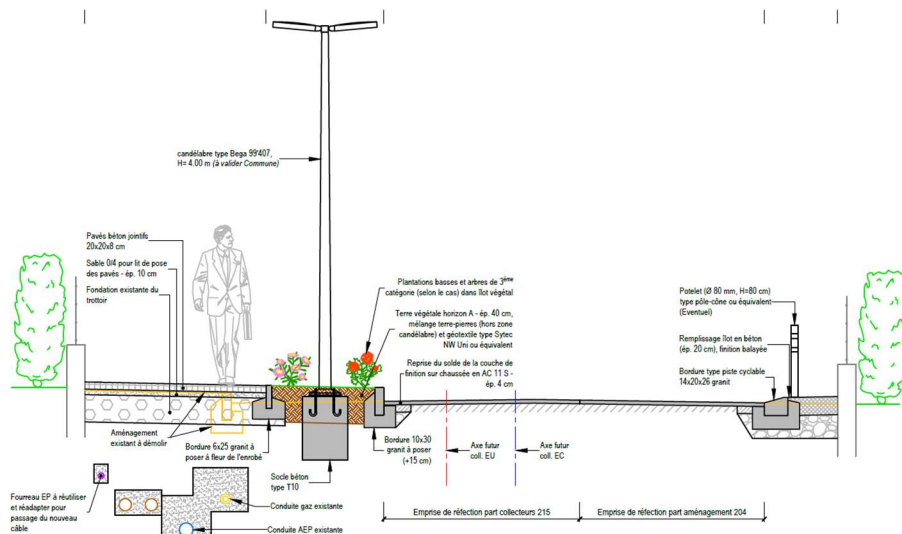 candélabre type Bega 99'407,
H= 4.00 m (à valider Commune)
Pavés béton jointifs
20x20x8 cm
Sable 0/4 pour lit de pose
des pavés - ép. 10 cm
Fondation existante du
trottoir
Plantations basses et arbres de 3ème
catégorie (selon le cas) dans îlot végétal
Terre végétale horizon A - ép. 40 cm,
mélange terre-pierres (hors zone
candélabre) et géotextile type Sytec
NW Uni ou équivalent
Reprise du solde de la couche de
finition sur chaussée en AC 11 S -
ép. 4 cm
Potelet (Ø 80 mm, H=80 cm)
type pôle-cône ou équivalent
(Eventuel)
Remplissage îlot en béton
(ép. 20 cm), finition balayée
Bordure type piste cyclable
14x20x26 granit
Aménagement
existant à démolir
Bordure 6x25 granit à
poser à fleur de l'enrobé
Socle béton
type T10
Bordure 10x30
granit à poser
(+15 cm)
Axe futur
coll. EU
Axe futur
coll. EC
Fourreau EP à réutiliser
et réadapter pour
passage du nouveau
câble
Conduite gaz existante
Conduite AEP existante
Emprise de réfection part collecteurs 215
Emprise de réfection part aménagement 204